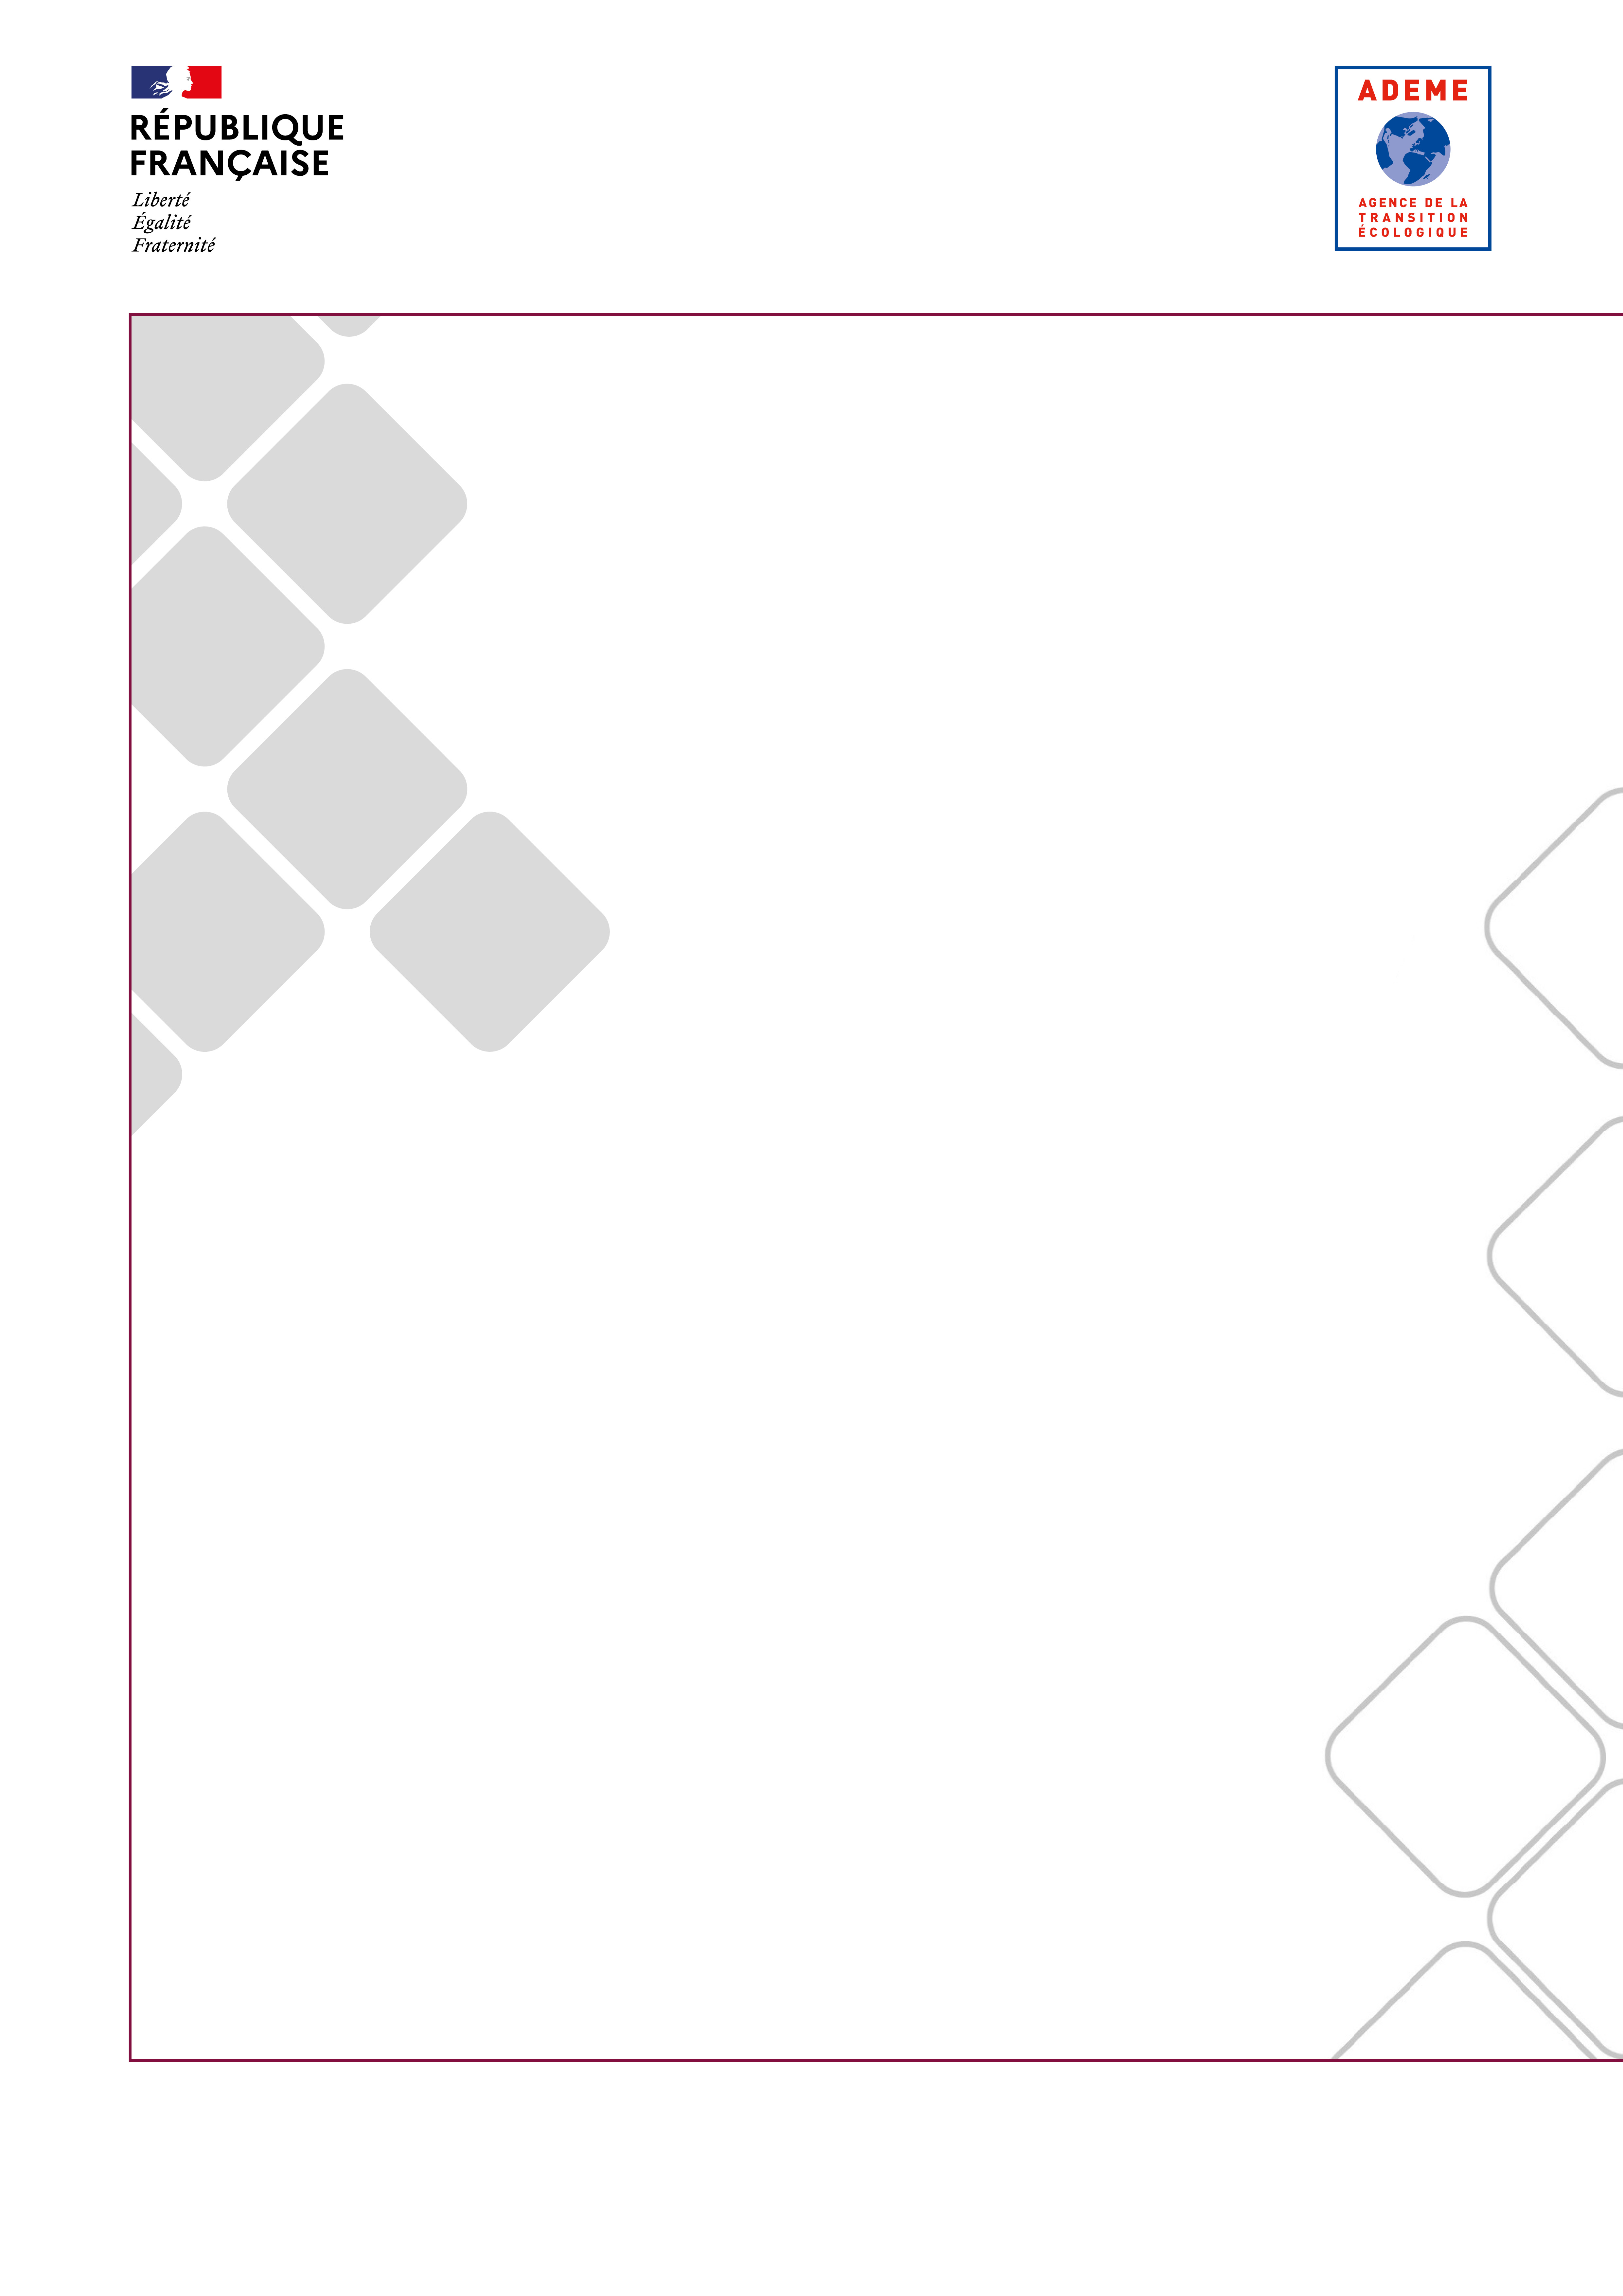 RÉPUBLIQUE
FRANÇAISE
Liberté
Égalité
Fraternité
ADEME
AGENCE DE LA
TRANSITION
ÉCOLOGIQUE